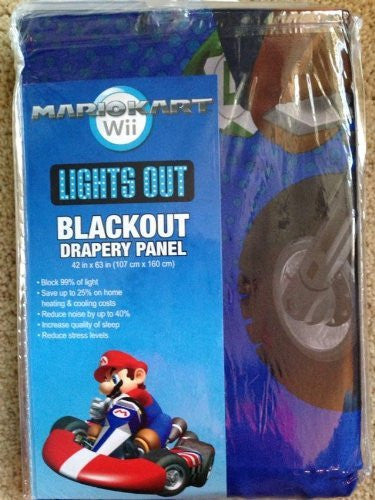 MARIOKART
Wii
LIGHTS OUT
BLACKOUT
DRAPERY PANEL
42 in x 63 in (107 cm x 160 cm)
• Block 99% of light
• Save up to 25% on home
heating & cooling costs
• Reduce noise by up to 40%
• Increase quality of sleep
• Reduce stress levels.
M